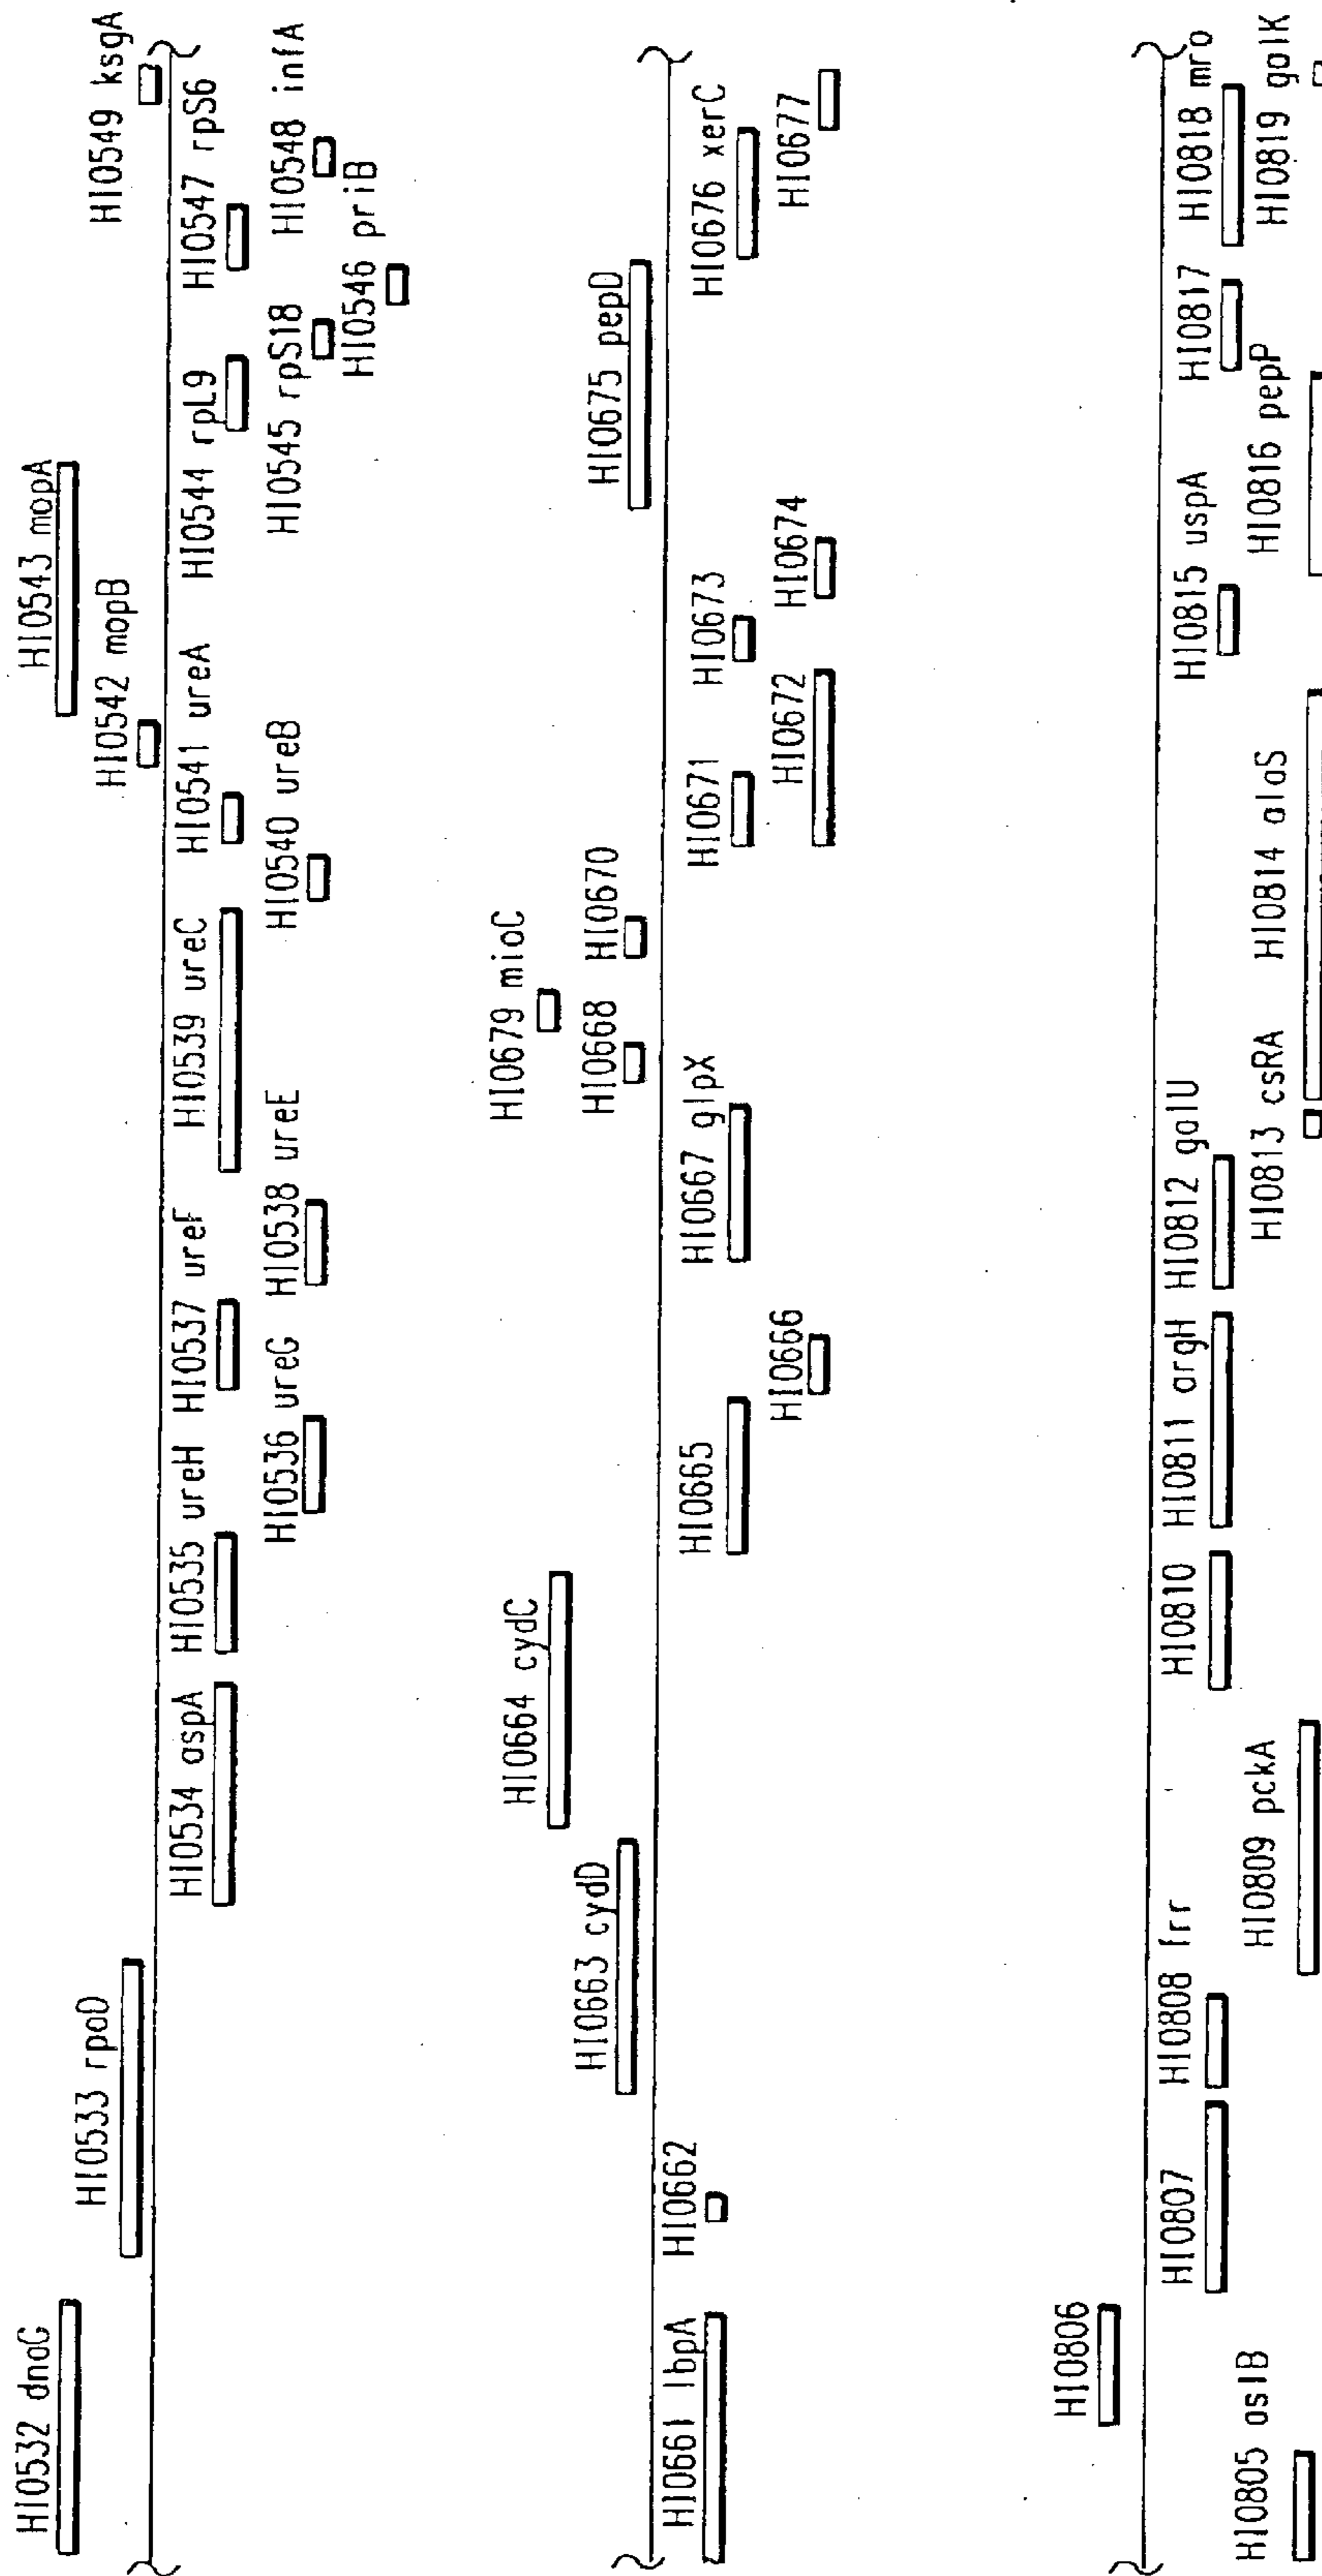 HI0532 dnaG
HI0533 rpoD
HI0534 aspA
HI0535 ureH
HI0536 ureG
HI0537 ureF
HI0538 ureE
HI0539 ureC
HI0540 ureB
HI0541 ureA
HI0542 mopB
HI0543 mopA
HI0544 rpL9
HI0545 rpS18
HI0546 priB
HI0547 rpS6
HI0548 infA
HI0549 ksgA
HI0661 lbpA
HI0662
HI0663 cydD
HI0664 cydC
HI0665
HI0666
HI0667 glpX
HI0668
HI0679 mioC
HI0670
HI0671
HI0672
HI0673
HI0674
HI0675 pepD
HI0676 xerC
HI0677
HI0805 aslB
HI0806
HI0807
HI0808 frr
HI0809 pckA
HI0810
HI0811 argH
HI0812 galU
HI0813 csRA
HI0814 alaS
HI0815 uspA
HI0816 pepP
HI0817
HI0818 mro
HI0819 galK